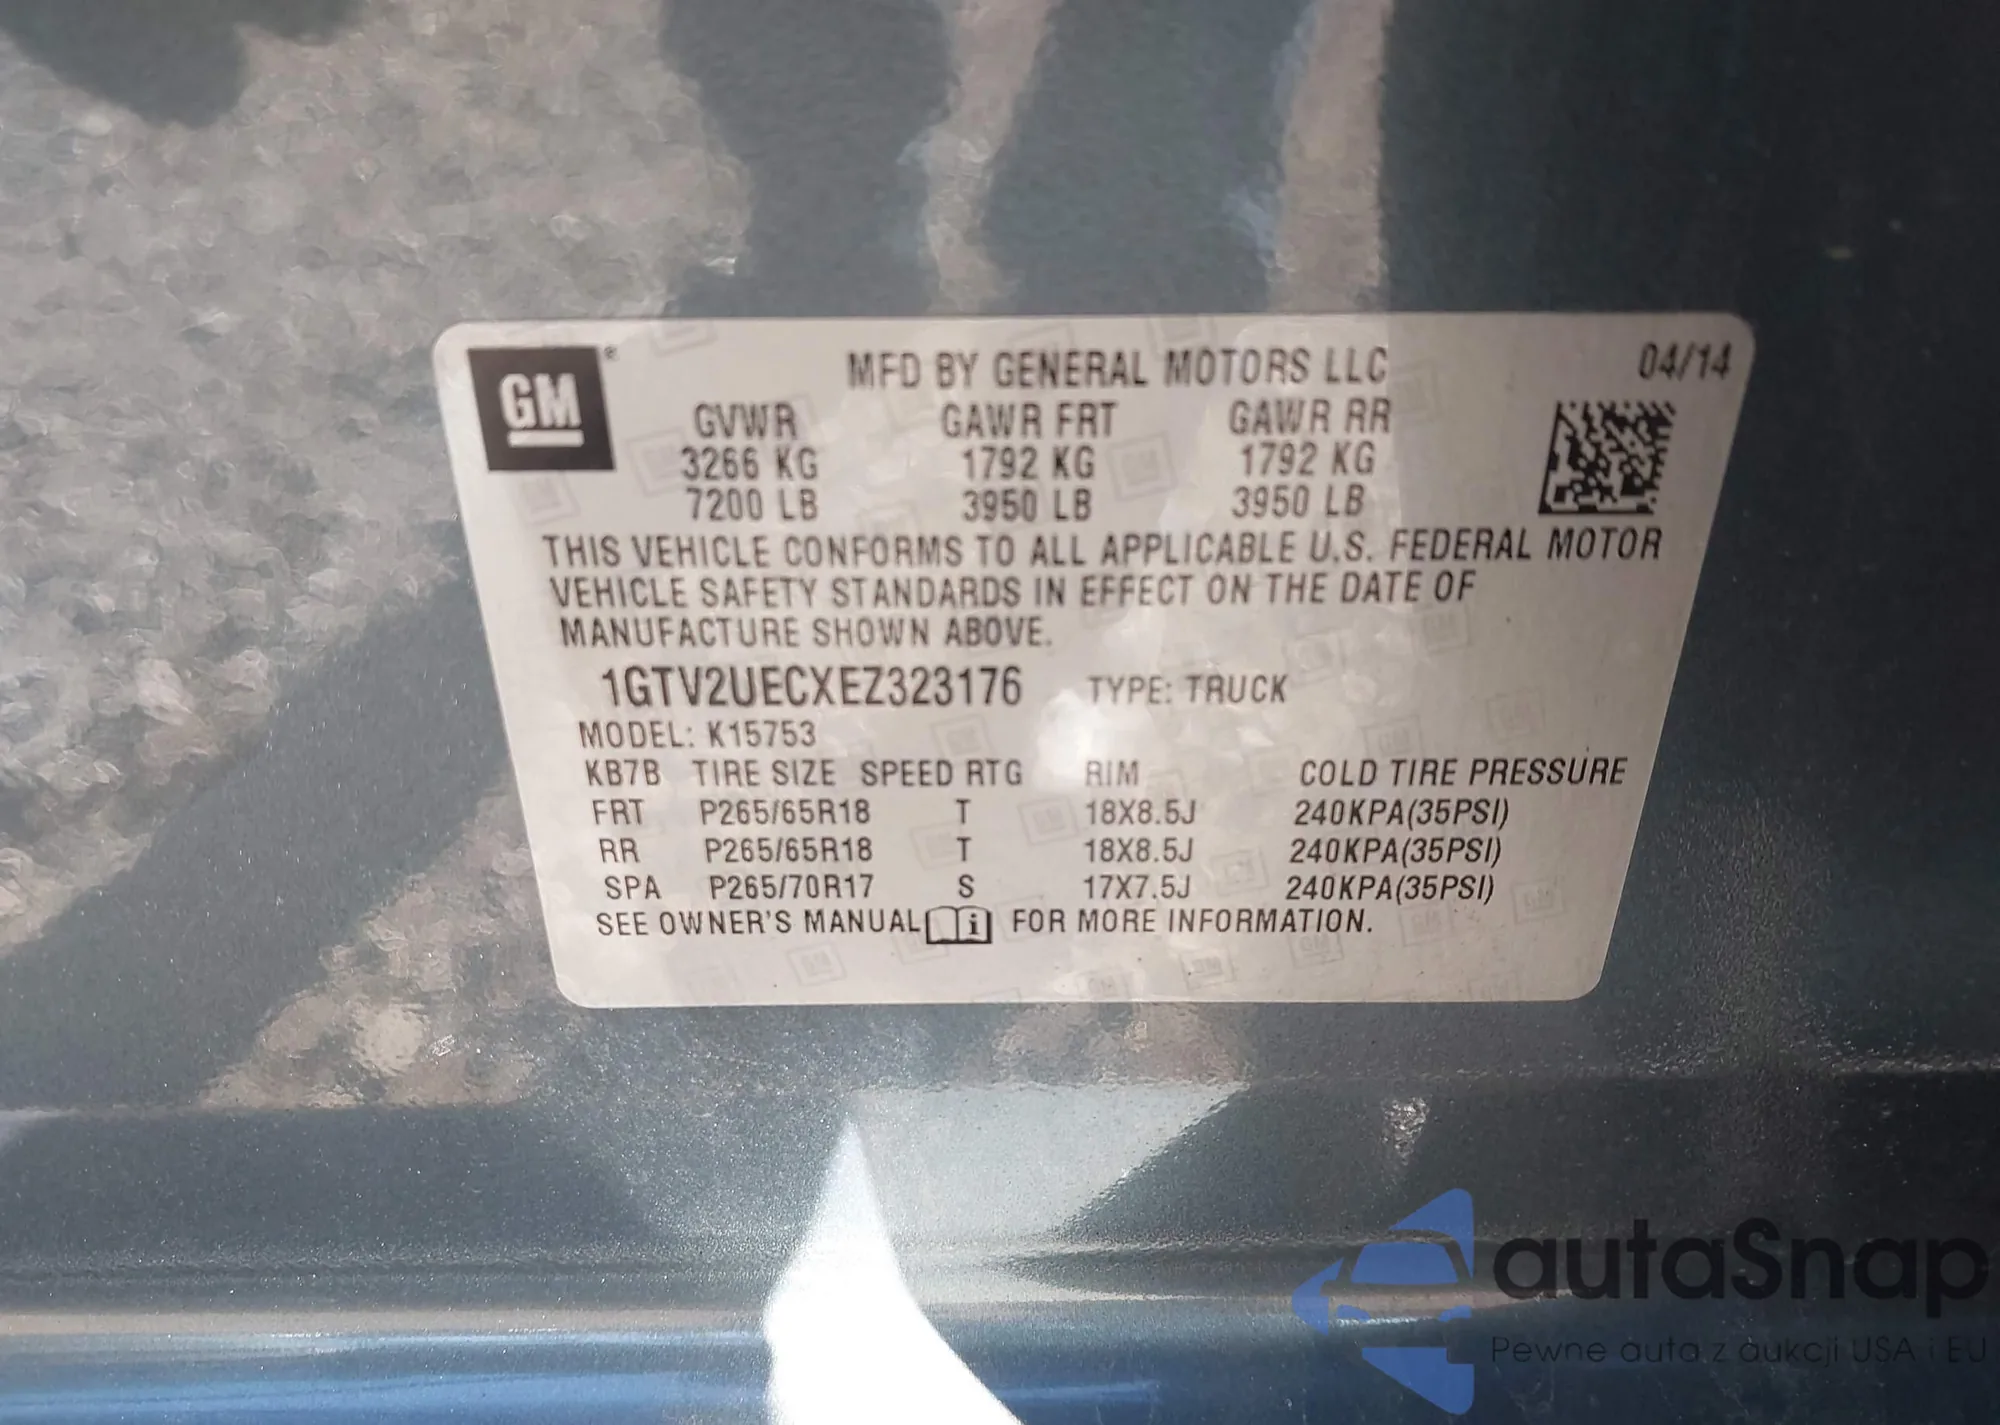 GM ®
MFD BY GENERAL MOTORS LLC 04/14
GVWR GAWR FRT GAWR RR
3266 KG 1792 KG 1792 KG
7200 LB 3950 LB 3950 LB
THIS VEHICLE CONFORMS TO ALL APPLICABLE U.S. FEDERAL MOTOR
VEHICLE SAFETY STANDARDS IN EFFECT ON THE DATE OF
MANUFACTURE SHOWN ABOVE.
1GTV2UECXEZ323176 TYPE: TRUCK
MODEL: K15753
KB7B TIRE SIZE SPEED RTG RIM COLD TIRE PRESSURE
FRT P265/65R18 T 18X8.5J 240KPA(35PSI)
RR P265/65R18 T 18X8.5J 240KPA(35PSI)
SPA P265/70R17 S 17X7.5J 240KPA(35PSI)
SEE OWNER'S MANUAL i FOR MORE INFORMATION.
autaSnap
Pewne auta z aukcji USA i EU